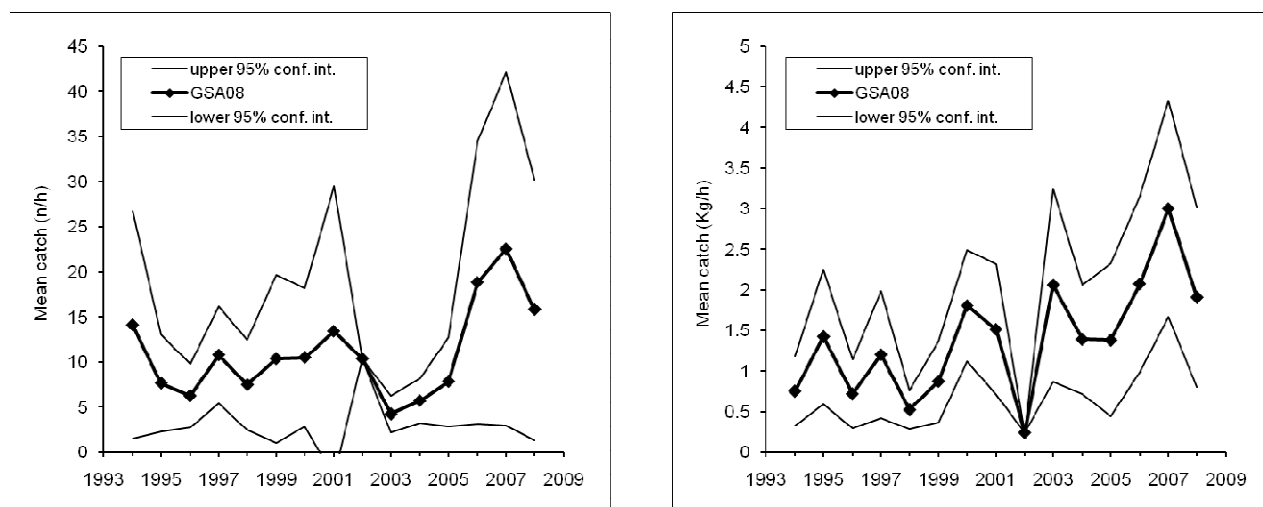 45
40
35
30
25
20
15
10
5
0
Mean catch (n/h)
upper 95% conf. int.
GSA08
lower 95% conf. int.
1993 1995 1997 1999 2001 2003 2005 2007 2009
5
4.5
4
3.5
3
2.5
2
1.5
1
0.5
0
Mean catch (Kg/h)
upper 95% conf. int.
GSA08
lower 95% conf. int.
1993 1995 1997 1999 2001 2003 2005 2007 2009